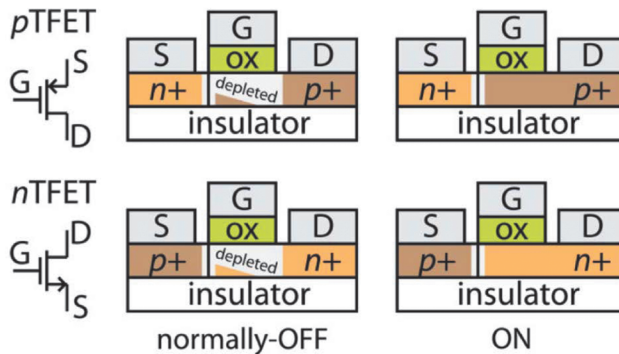 pTFET
G
S
D
G
S
OX
D
n+
depleted
p+
insulator
G
S
OX
D
n+
p+
insulator
nTFET
G
D
S
G
S
OX
D
p+
depleted
n+
insulator
G
S
OX
D
p+
n+
insulator
normally-OFF
ON